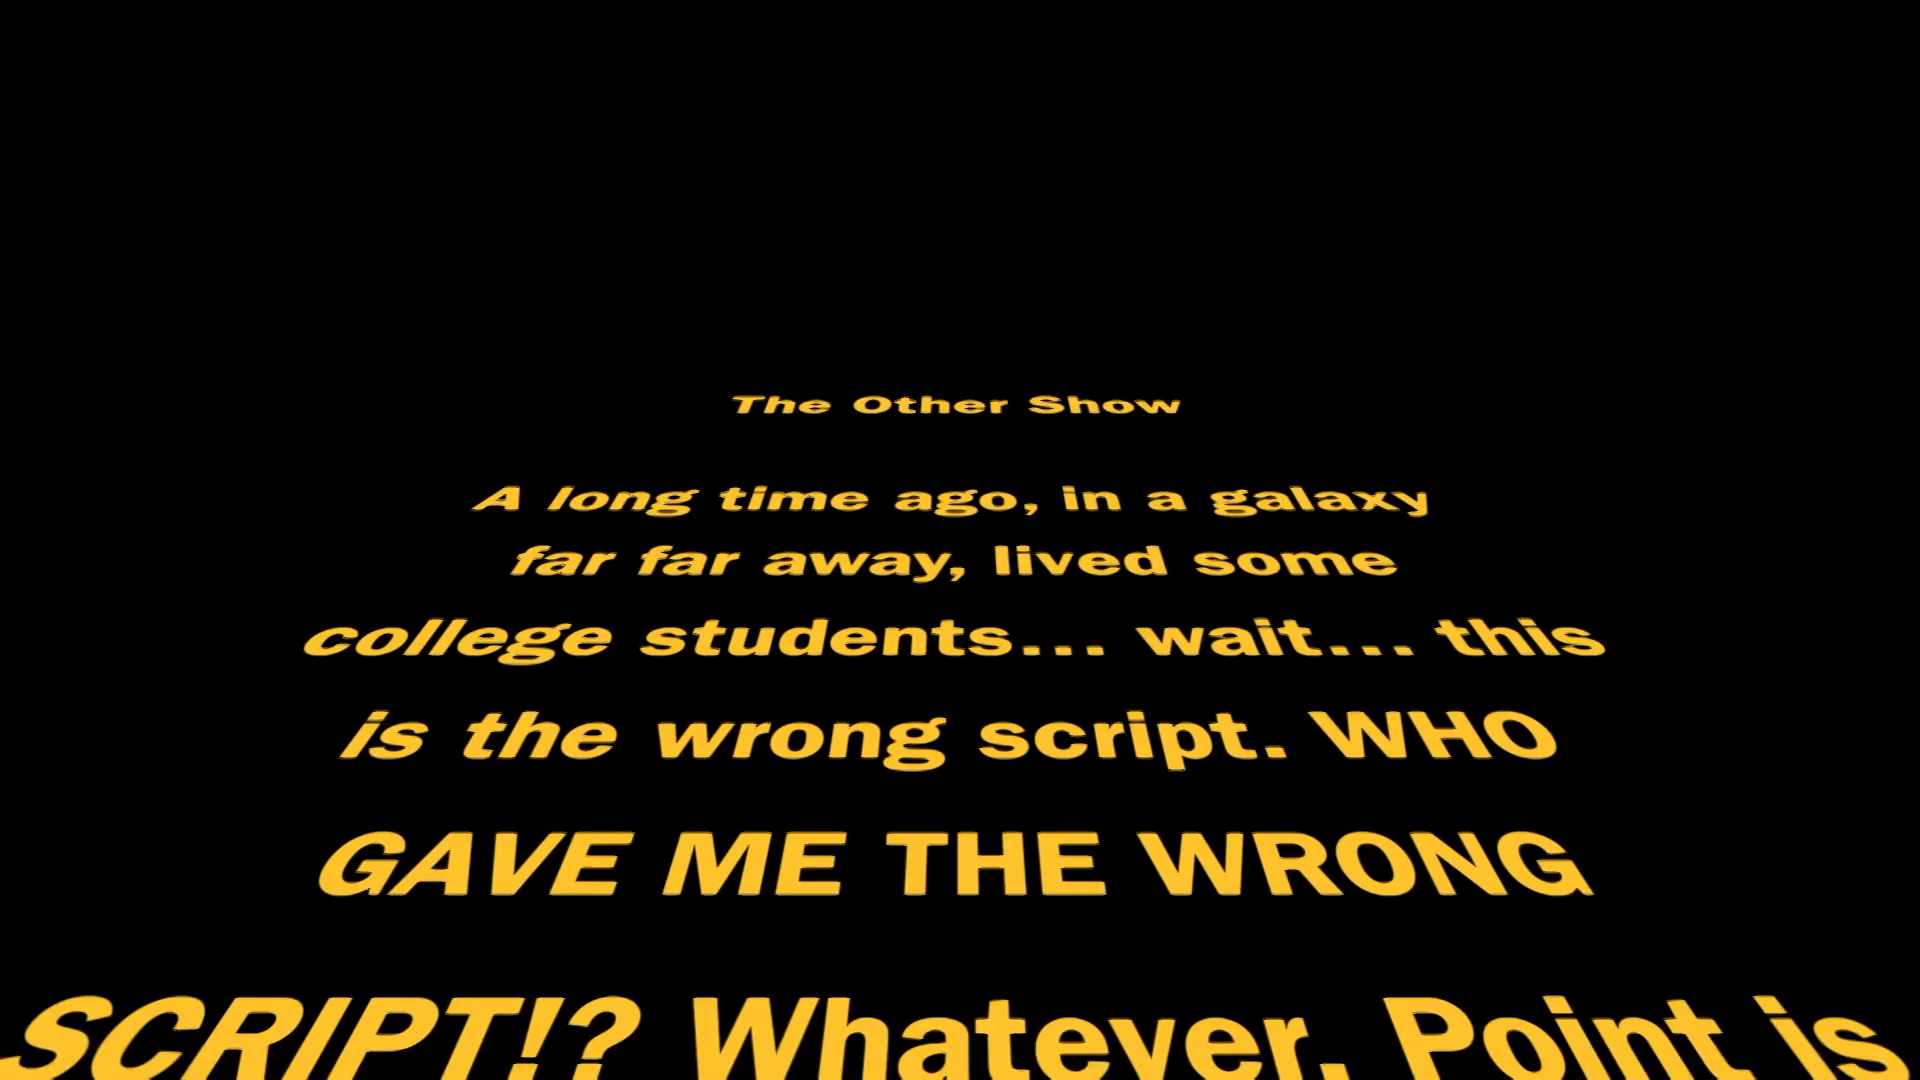 The Other Show
A long time ago, in a galaxy
far far away, lived some
college students... wait... this
is the wrong script. WHO
GAVE ME THE WRONG
SCRIPT!? Whatever. Point is